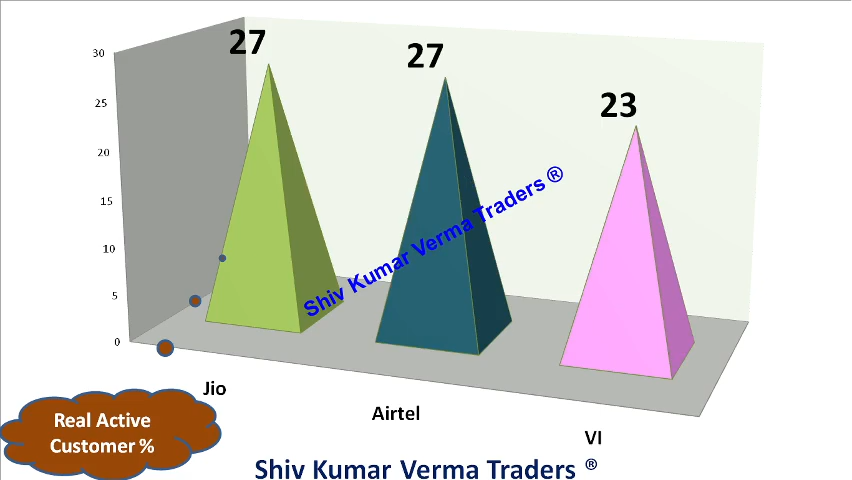 27
27
23
30
25
20
15
10
5
0
Shiv Kumar Verma Traders ®
Jio
Airtel
VI
Real Active
Customer %
Shiv Kumar Verma Traders ®